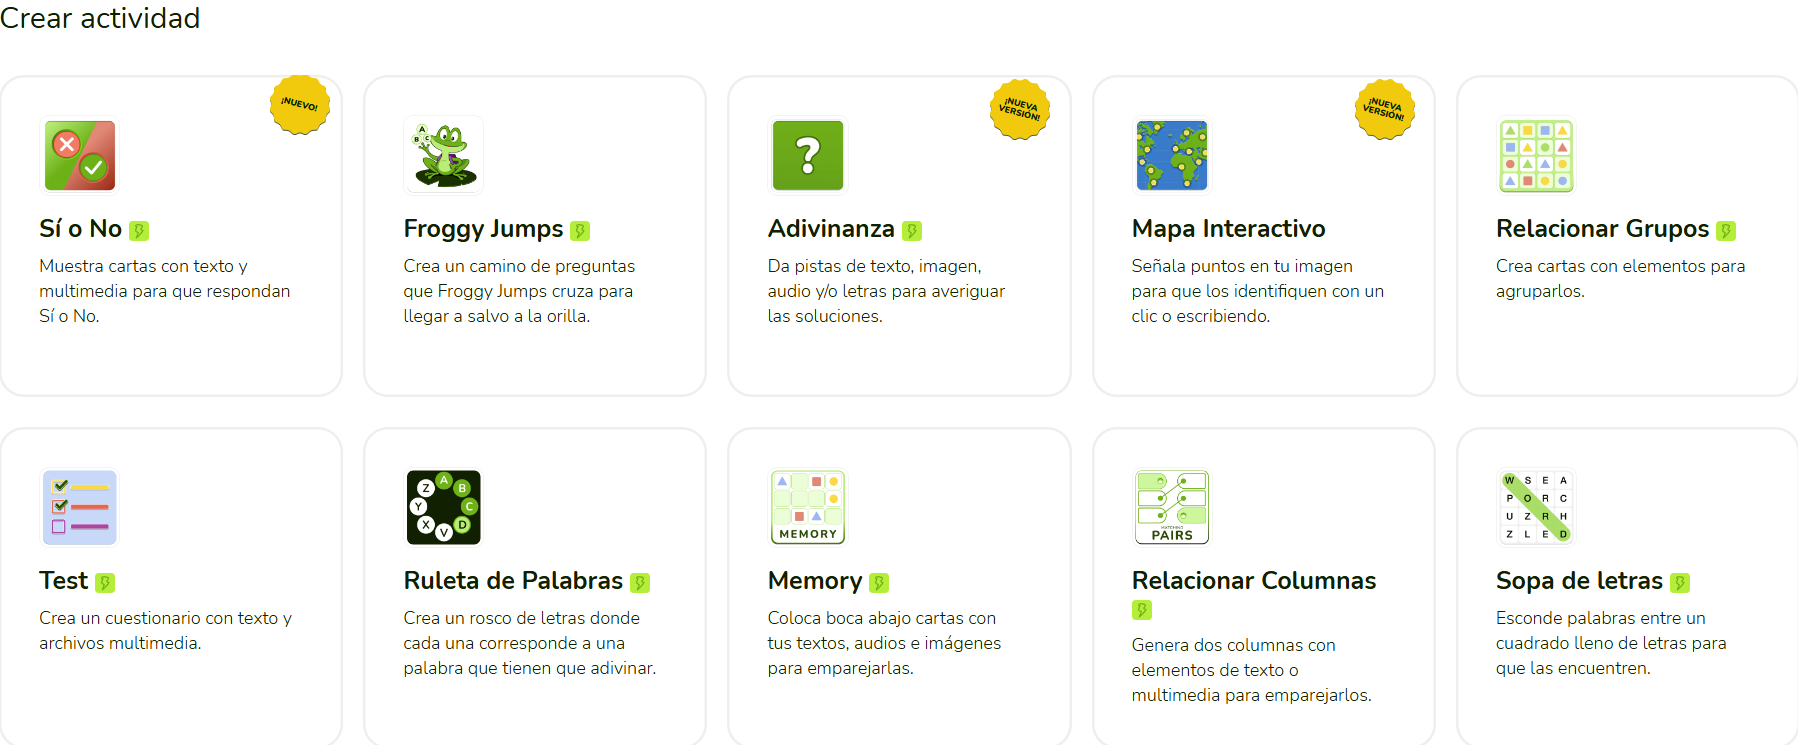 Crear actividad
¡NUEVO!
Sí o No
Muestra cartas con texto y
multimedia para que respondan
Sí o No.
A
B C
Froggy Jumps
Crea un camino de preguntas
que Froggy Jumps cruza para
llegar a salvo a la orilla.
¡NUEVA
VERSIÓN!
?
Adivinanza
Da pistas de texto, imagen,
audio y/o letras para averiguar
las soluciones.
¡NUEVA
VERSIÓN!
Mapa Interactivo
Señala puntos en tu imagen
para que los identifiquen con un
clic o escribiendo.
Relacionar Grupos
Crea cartas con elementos para
agruparlos.
Test
Crea un cuestionario con texto y
archivos multimedia.
A
Z B
Y C
X D
V
Ruleta de Palabras
Crea un rosco de letras donde
cada una corresponde a una
palabra que tienen que adivinar.
MEMORY
Memory
Coloca boca abajo cartas con
tus textos, audios e imágenes
para emparejarlas.
MATCHING
PAIRS
Relacionar Columnas
Genera dos columnas con
elementos de texto o
multimedia para emparejarlos.
W S E A
P O R C
U Z R H
Z L E D
Sopa de letras
Esconde palabras entre un
cuadrado lleno de letras para
que las encuentren.